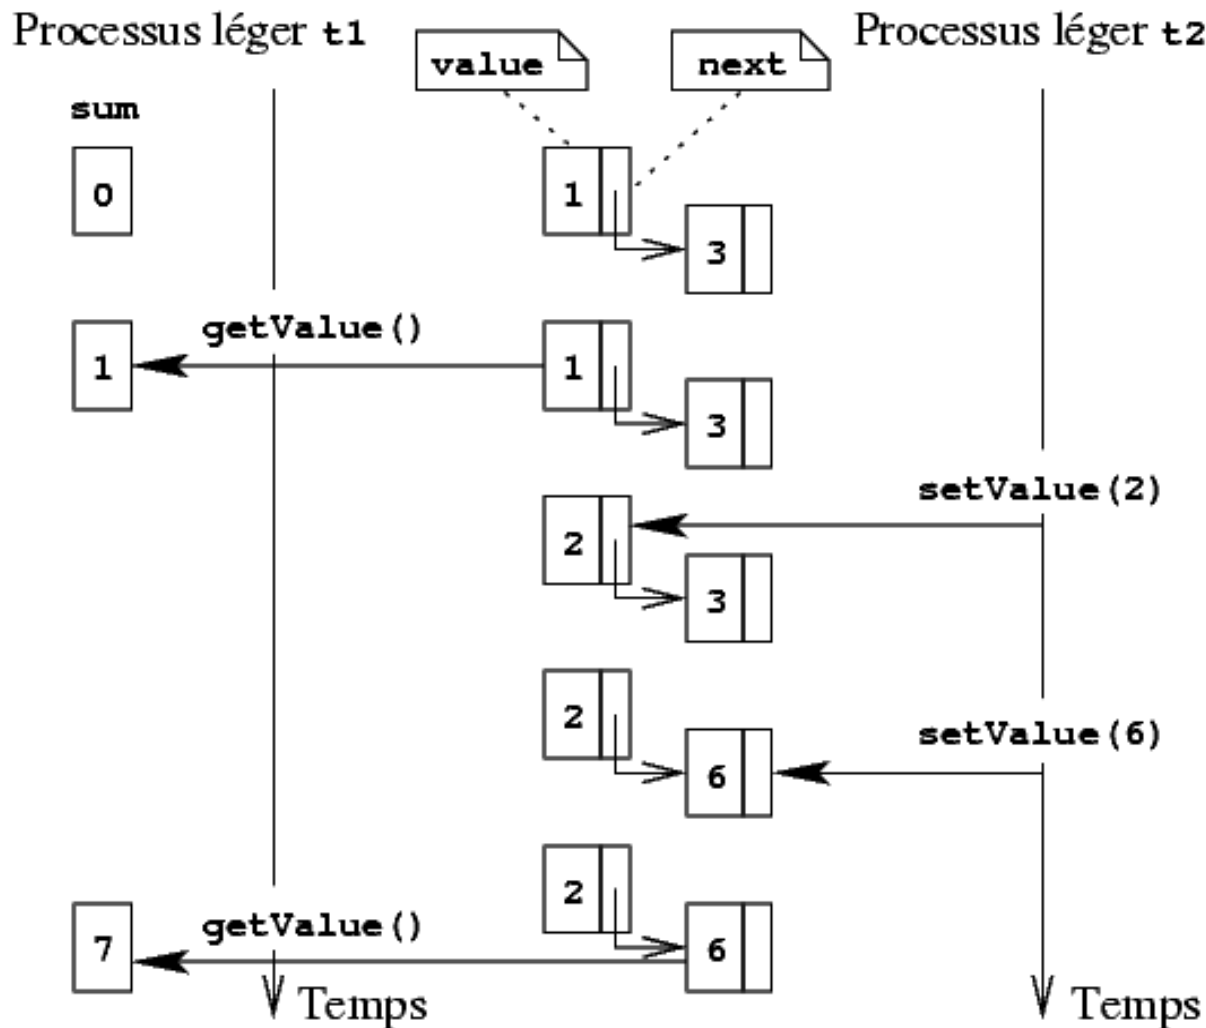 Processus léger t1
value
next
Processus léger t2
sum
0
1
3
getValue()
1
1
3
setValue(2)
2
3
setValue(6)
2
6
2
getValue()
7
6
Temps
Temps